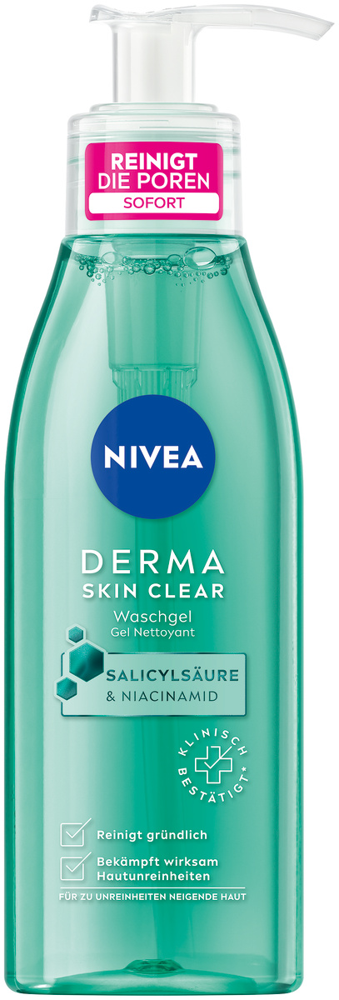 REINIGT
DIE POREN
SOFORT
NIVEA
DERMA
SKIN CLEAR
Waschgel
Gel Nettoyant
SALICYLSÄURE
& NIACINAMID
KLINISCH
BESTÄTIGT*
Reinigt gründlich
Bekämpft wirksam
Hautunreinheiten
FÜR ZU UNREINHEITEN NEIGENDE HAUT